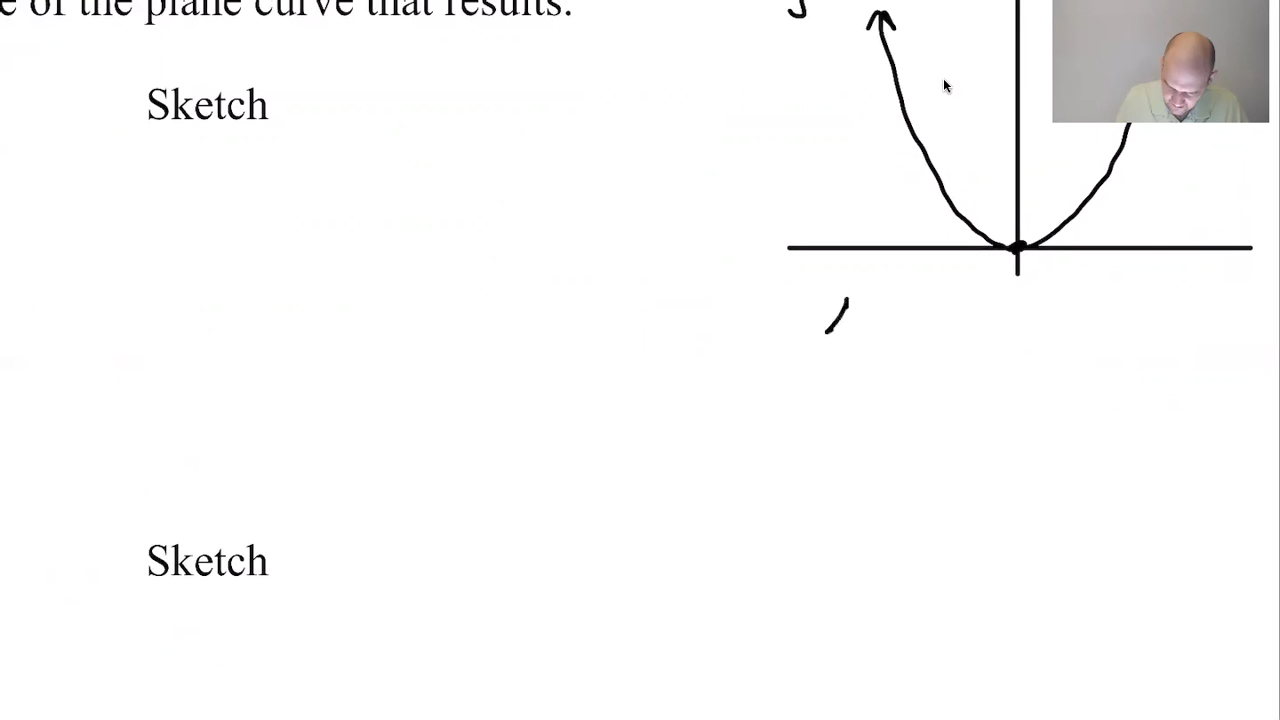 e of the plane curve that results.
Sketch
Sketch